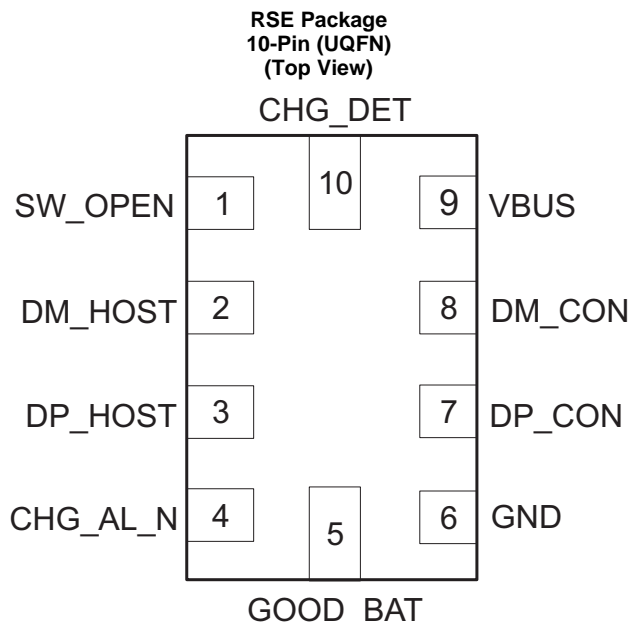 RSE Package
10-Pin (UQFN)
(Top View)
CHG_DET
SW_OPEN 1 10 9 VBUS
DM_HOST 2 8 DM_CON
DP_HOST 3 7 DP_CON
CHG_AL_N 4 5 6 GND
GOOD_BAT